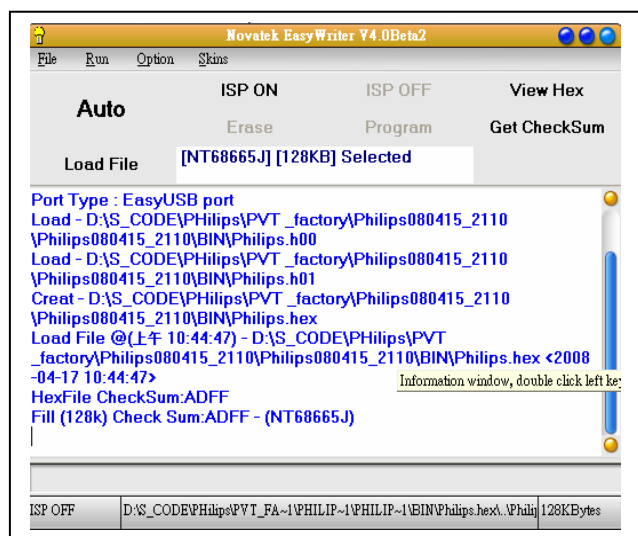 Novatek EasyWriter V4.0Beta2
File Run Option Skins
Auto
ISP ON
ISP OFF
View Hex
Erase
Program
Get CheckSum
Load File
[NT68665J] [128KB] Selected
Port Type : EasyUSB port
Load - D:\S_CODE\PHilips\PVT _factory\Philips080415_2110
\Philips080415_2110\BIN\Philips.h00
Load - D:\S_CODE\PHilips\PVT _factory\Philips080415_2110
\Philips080415_2110\BIN\Philips.h01
Creat - D:\S_CODE\PHilips\PVT _factory\Philips080415_2110
\Philips080415_2110\BIN\Philips.hex
Load File @(上午 10:44:47) - D:\S_CODE\PHilips\PVT
_factory\Philips080415_2110\Philips080415_2110\BIN\Philips.hex <2008
-04-17 10:44:47>
Information window, double click left key
HexFile CheckSum:ADFF
Fill (128k) Check Sum:ADFF - (NT68665J)
ISP OFF
D:\S_CODE\PHilips\PVT_FA~1\PHILIP~1\PHILIP~1\BIN\Philips.hex\..\Philij
128KBytes